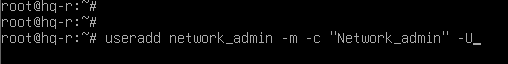 root@hq-r:~#
root@hq-r:~#
root@hq-r:~# useradd network_admin -m -c "Network_admin" -U_